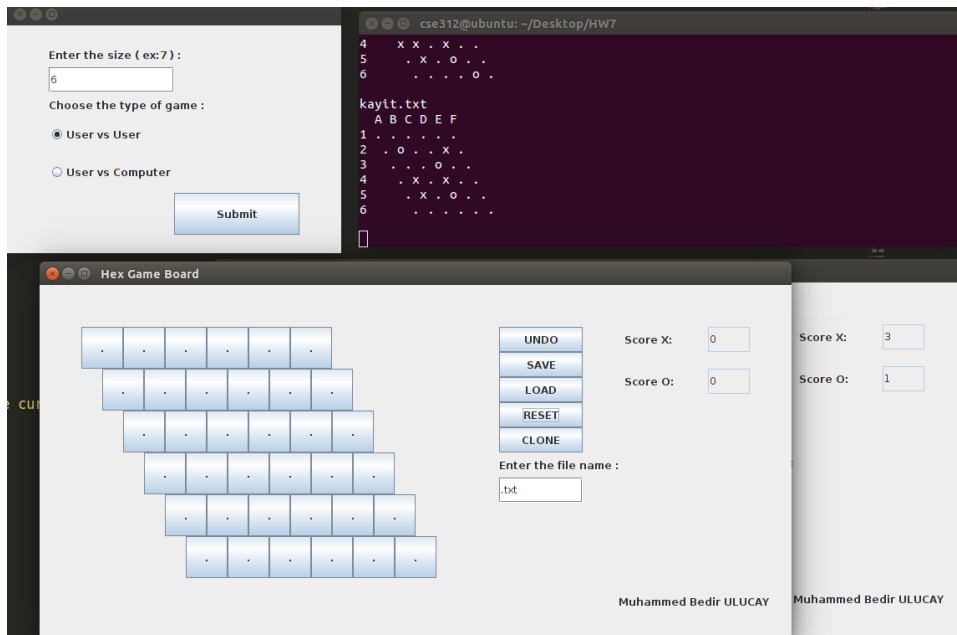 Enter the size ( ex:7 ) :
6
Choose the type of game :
User vs User
User vs Computer
Submit
cse312@ubuntu: ~/Desktop/HW7
4    x x . x . .
5     . x . o . .
6      . . . . o .
kayit.txt
  A B C D E F
1 . . . . . .
2  . o . . x .
3   . . . o . .
4    . x . x . .
5     . x . o . .
6      . . . . . .
Hex Game Board
. . . . . .
. . . . . .
. . . . . .
. . . . . .
. . . . . .
. . . . . .
UNDO
SAVE
LOAD
RESET
CLONE
Enter the file name :
.txt
Score X: 0
Score O: 0
Muhammed Bedir ULUCAY
Score X: 3
Score O: 1
:
Muhammed Bedir ULUCAY